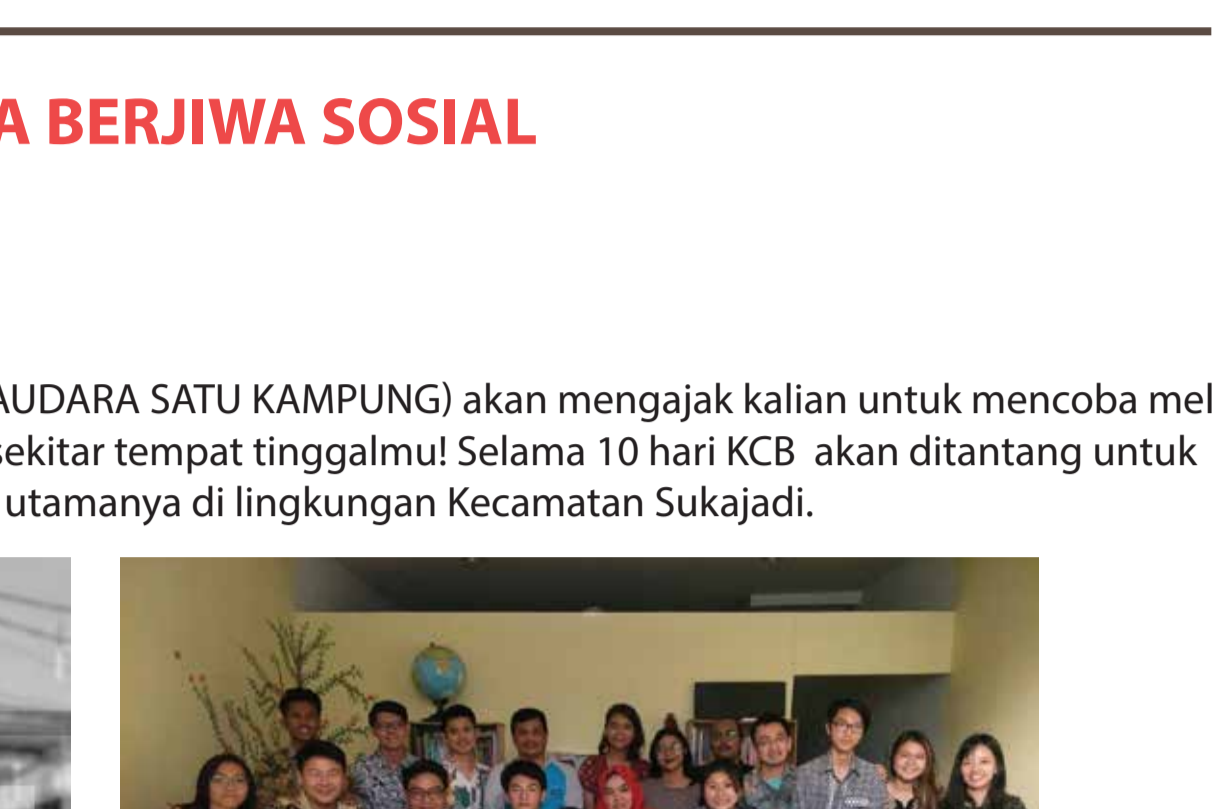 A BERJIWA SOSIAL
AUDARA SATU KAMPUNG) akan mengajak kalian untuk mencoba mel
sekitar tempat tinggalmu! Selama 10 hari KCB akan ditantang untuk
utamanya di lingkungan Kecamatan Sukajadi.